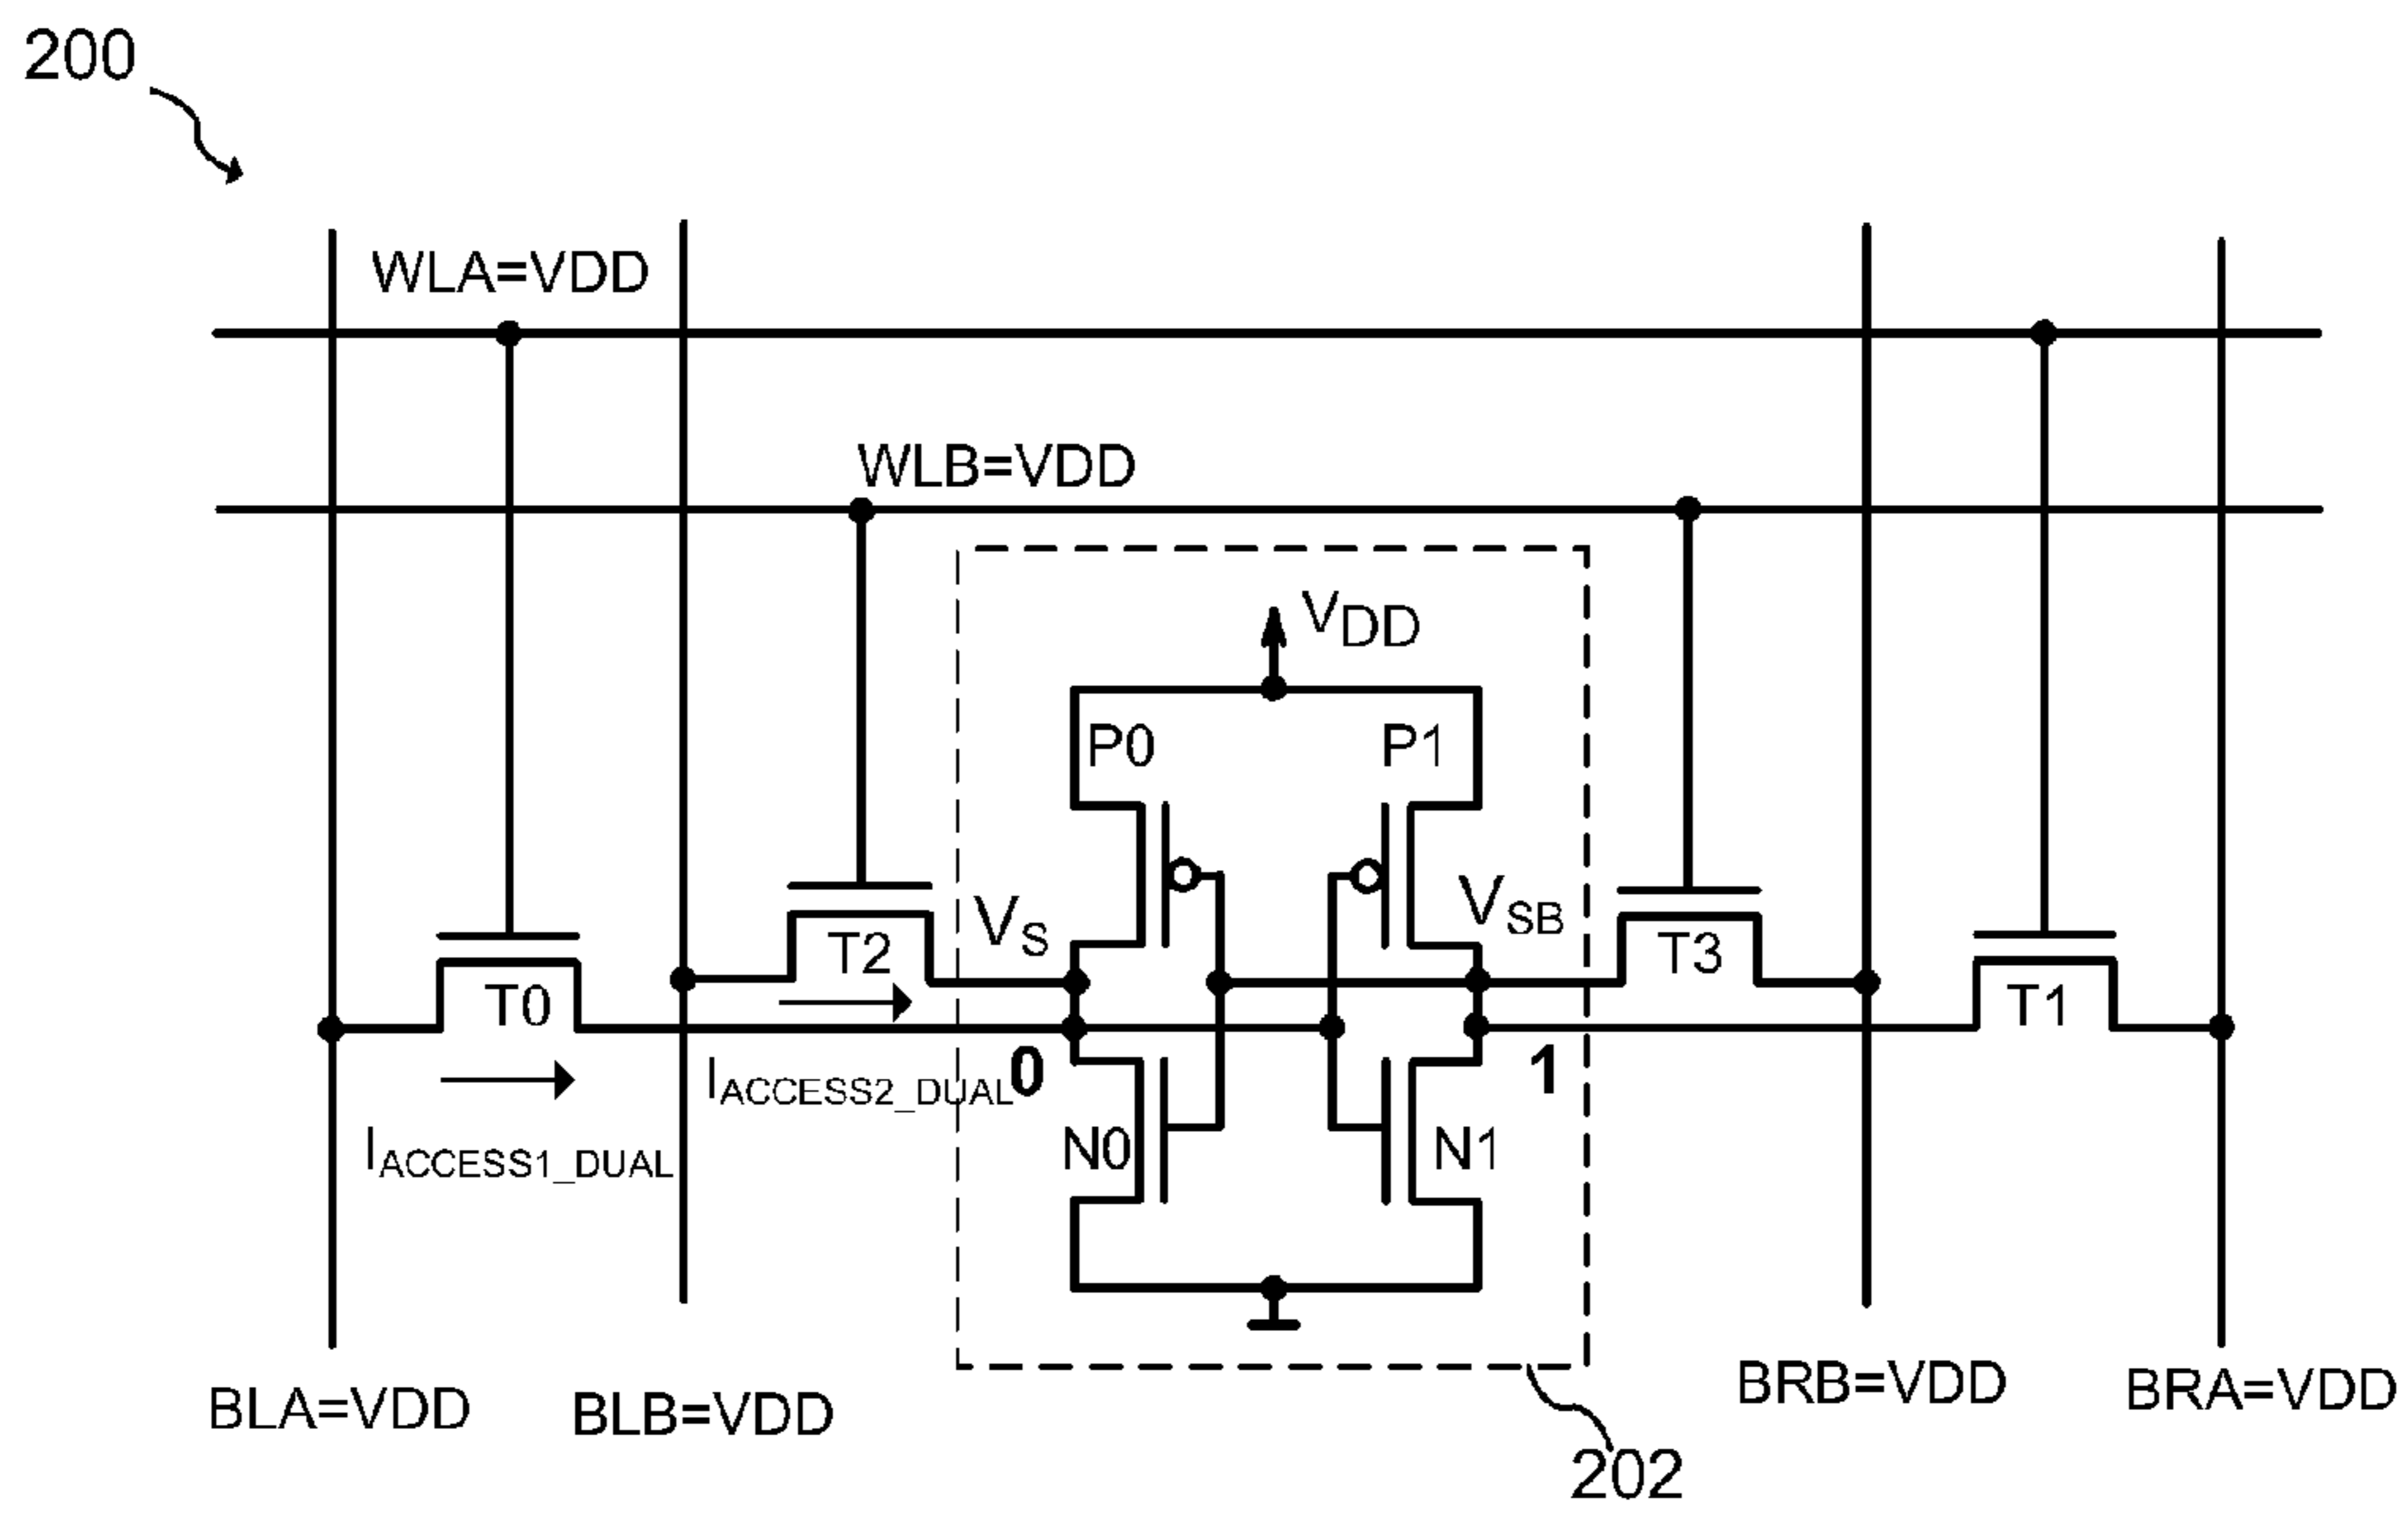 200
WLA=VDD
WLB=VDD
VDD
P0 P1
VS VSB
T2 T3
T0 T1
IACCESS2_DUAL 0 1
IACCESS1_DUAL N0 N1
BLA=VDD BLB=VDD BRB=VDD BRA=VDD
202